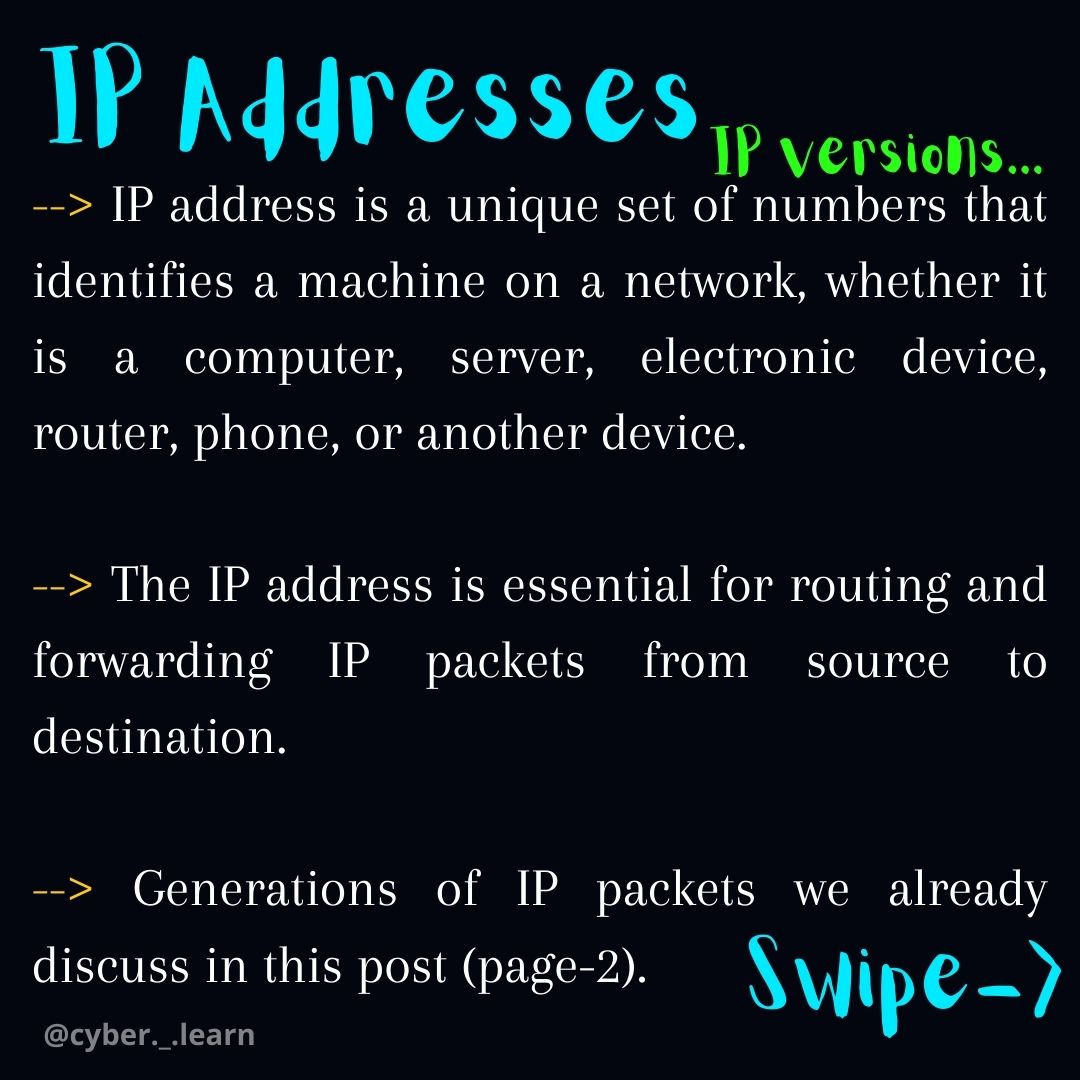 IP Addresses
IP versions...
--> IP address is a unique set of numbers that
identifies a machine on a network, whether it
is a computer, server, electronic device,
router, phone, or another device.
--> The IP address is essential for routing and
forwarding IP packets from source to
destination.
--> Generations of IP packets we already
discuss in this post (page-2).
Swipe->
@cyber._.learn